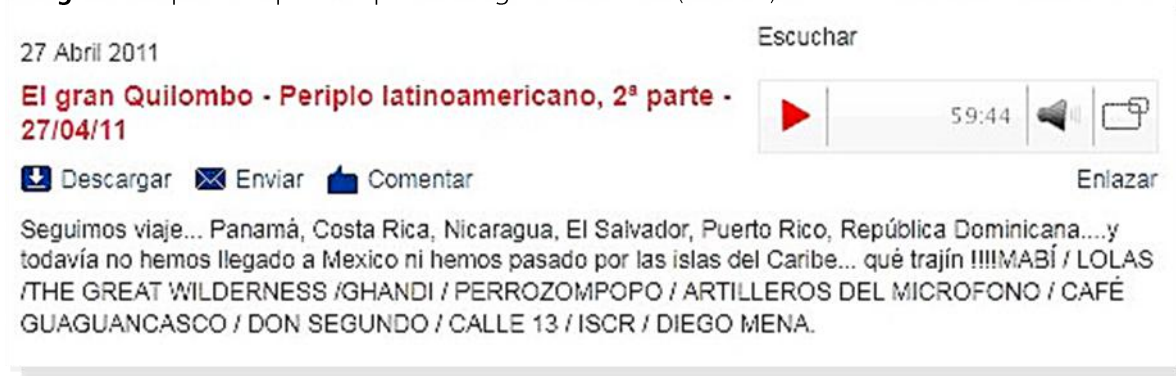 27 Abril 2011
El gran Quilombo - Periplo latinoamericano, 2ª parte -
27/04/11
Escuchar
59:44
Descargar Enviar Comentar
Enlazar
Seguimos viaje... Panamá, Costa Rica, Nicaragua, El Salvador, Puerto Rico, República Dominicana....y
todavía no hemos llegado a Mexico ni hemos pasado por las islas del Caribe... qué trajín !!!!MABÍ / LOLAS
/THE GREAT WILDERNESS /GHANDI / PERROZOMPOPO / ARTILLEROS DEL MICROFONO / CAFÉ
GUAGUANCASCO / DON SEGUNDO / CALLE 13 / ISCR / DIEGO MENA.